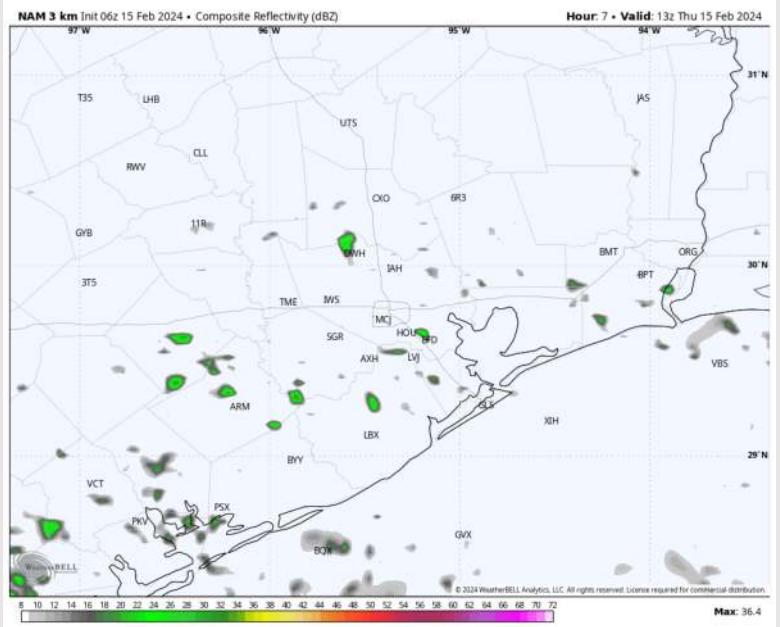 NAM 3 km Init 06z 15 Feb 2024 • Composite Reflectivity (dBZ)
Hour: 7 • Valid: 13z Thu 15 Feb 2024
97°W 96°W 95°W 94°W
31°N
T35 LHB JAS
UTS
CLL
RWV
CXO 6R3
11R
GYB
DWH BMT ORG
30°N
IAH
BPT
3T5
TME IWS
MCJ
SGR HOU EFD
AXH LVJ
VBS
ARM GLS
XIH
LBX
29°N
BYY
VCT
PSX
PKV
GVX
BQX
WeatherBELL
© 2024 WeatherBELL Analytics, LLC. All rights reserved. License required for commercial distribution.
8 10 12 14 16 18 20 22 24 26 28 30 32 34 36 38 40 42 44 46 48 50 52 54 56 58 60 62 64 66 68 70 72
Max: 36.4